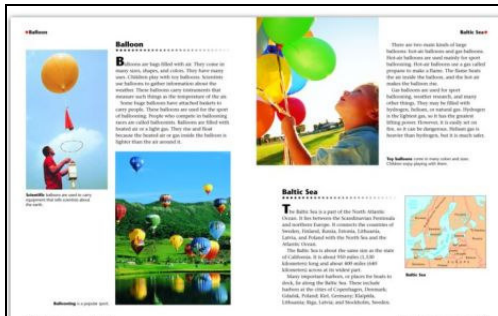 Balloon
Balloon
Balloons are bags filled with air. They come in
many sizes, shapes, and colors. They have many
uses. Children play with toy balloons. Scientists
use balloons to gather information about the
weather. These balloons carry instruments that
measure such things as the temperature of the air.
Some huge balloons have attached baskets to
carry people. These balloons are used for the sport
of ballooning. People who compete in ballooning
races are called balloonists. Balloons are filled with
heated air or a light gas. They rise and float
because the heated air or gas inside the balloon is
lighter than the air around it.
Scientific balloons are used to carry
equipment that tells scientists about
the earth.
Ballooning is a popular sport.
Baltic Sea
There are two main kinds of large
balloons: hot-air balloons and gas balloons.
Hot-air balloons are used mainly for sport
ballooning. Hot-air balloons use a gas called
propane to make a flame. The flame heats
the air inside the balloon, and the hot air
makes the balloon rise.
Gas balloons are used for sport
ballooning, weather research, and many
other things. They may be filled with
hydrogen, helium, or natural gas. Hydrogen
is the lightest gas, so it has the greatest
lifting power. However, it is easily set on
fire, so it can be dangerous. Helium gas is
heavier than hydrogen, but it is much safer.
Toy balloons come in many colors and sizes.
Children enjoy playing with them.
Baltic Sea
The Baltic Sea is a part of the North Atlantic
Ocean. It lies between the Scandinavian Peninsula
and northern Europe. It connects the countries of
Sweden, Finland, Russia, Estonia, Lithuania,
Latvia, and Poland with the North Sea and the
Atlantic Ocean.
The Baltic Sea is about the same size as the state
of California. It is about 950 miles (1,530
kilometers) long and about 400 miles (640
kilometers) across at its widest part.
Many important harbors, or places for boats to
dock, lie along the Baltic Sea. These include
harbors at the cities of Copenhagen, Denmark;
Gdańsk, Poland; Kiel, Germany; Klaipėda,
Lithuania; Riga, Latvia; and Stockholm, Sweden.
Baltic Sea